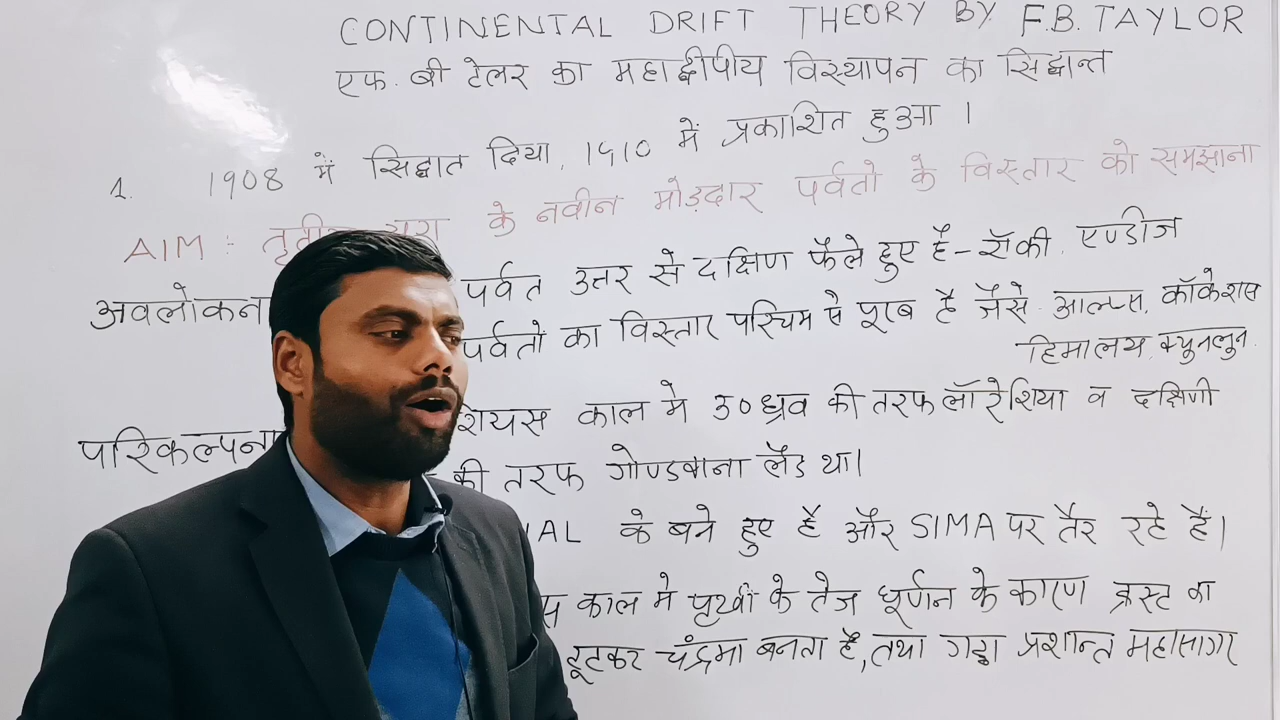 CONTINENTAL DRIFT THEORY BY F.B. TAYLOR
एफ. बी टेलर का महाद्वीपीय विस्थापन का सिद्धान्त
1. 1908 में सिद्धात दिया, 1910 में प्रकाशित हुआ ।
AIM :- के नवीन मोड़दार पर्वतो के विस्तार को समझाना
अवलोकन पर्वत उत्तर से दक्षिण फैले हुए है - रॉकी, एण्डीज
पर्वतो का विस्तार पश्चिम से पूरब है जैसे - आल्प्स, कॉकेशस
हिमालय, क्युनलुन.
परिकल्पना शियस काल मे उ० ध्रुव की तरफ लॉरेशिया व दक्षिणी
की तरफ गोण्डवाना लैंड था।
AL के बने हुए है और SIMA पर तैर रहे हैं।
स काल मे पृथ्वी के तेज घूर्णन के कारण क्रस्ट का
टूटकर चंद्रमा बनता है, तथा गड्ढा प्रशान्त महासागर